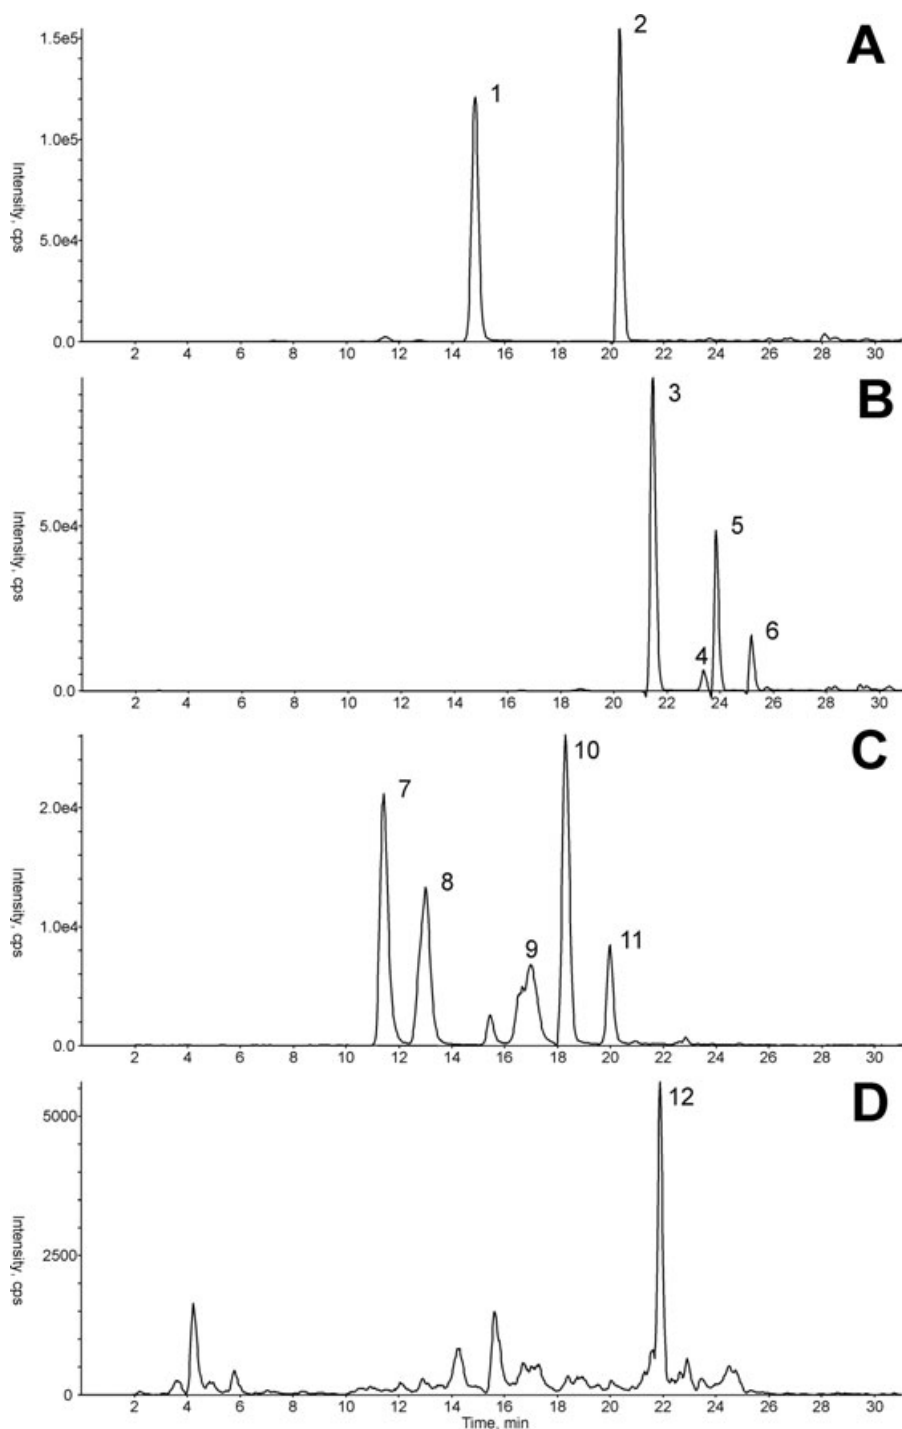 A
1.5e5
2
1
1.0e5
Intensity, cps
5.0e4
0.0
2 4 6 8 10 12 14 16 18 20 22 24 26 28 30
B
3
5.0e4
5
Intensity, cps
6
4
0.0
2 4 6 8 10 12 14 16 18 20 22 24 26 28 30
C
10
7
2.0e4
8
Intensity, cps
1.0e4
9
11
0.0
2 4 6 8 10 12 14 16 18 20 22 24 26 28 30
D
12
5000
Intensity, cps
2500
0
2 4 6 8 10 12 14 16 18 20 22 24 26 28 30
Time, min